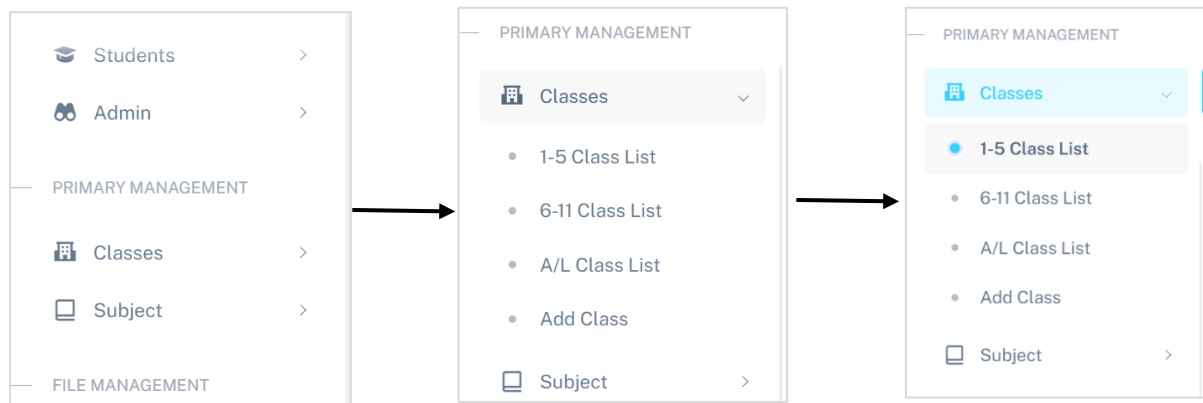 Students
Admin
PRIMARY MANAGEMENT
Classes
Subject
FILE MANAGEMENT
PRIMARY MANAGEMENT
Classes
1-5 Class List
6-11 Class List
A/L Class List
Add Class
Subject
PRIMARY MANAGEMENT
Classes
1-5 Class List
6-11 Class List
A/L Class List
Add Class
Subject